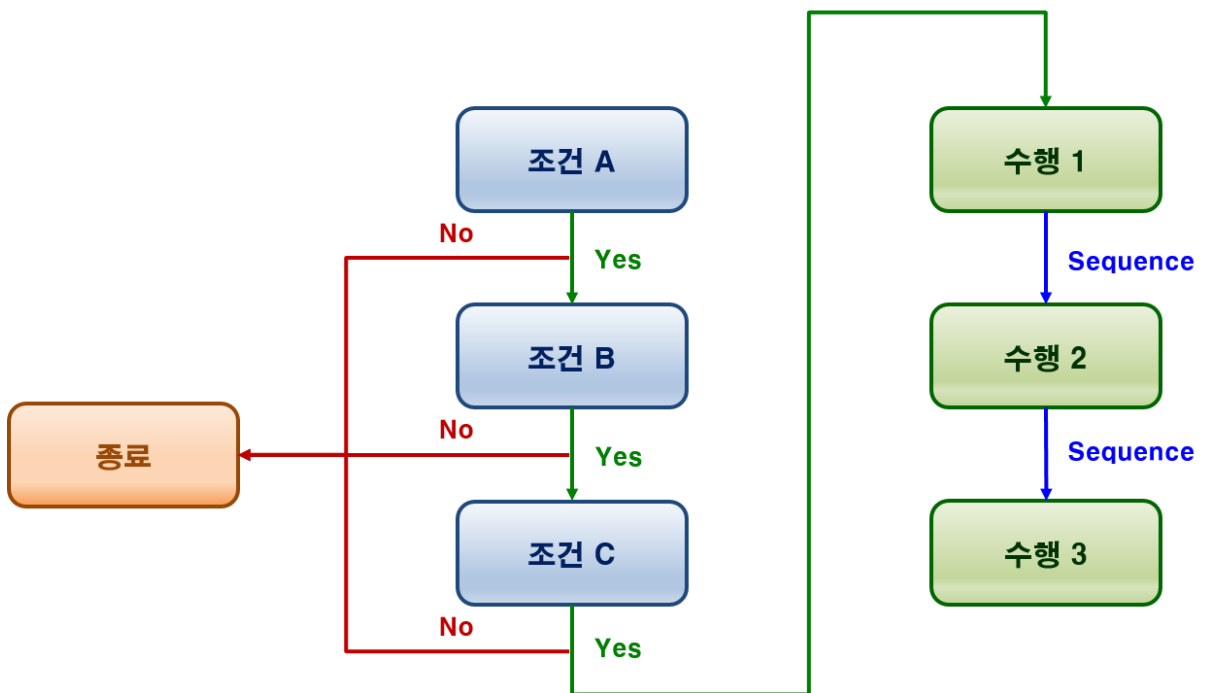 조건 A
No
Yes
조건 B
No
Yes
조건 C
No
Yes
종료
수행 1
Sequence
수행 2
Sequence
수행 3